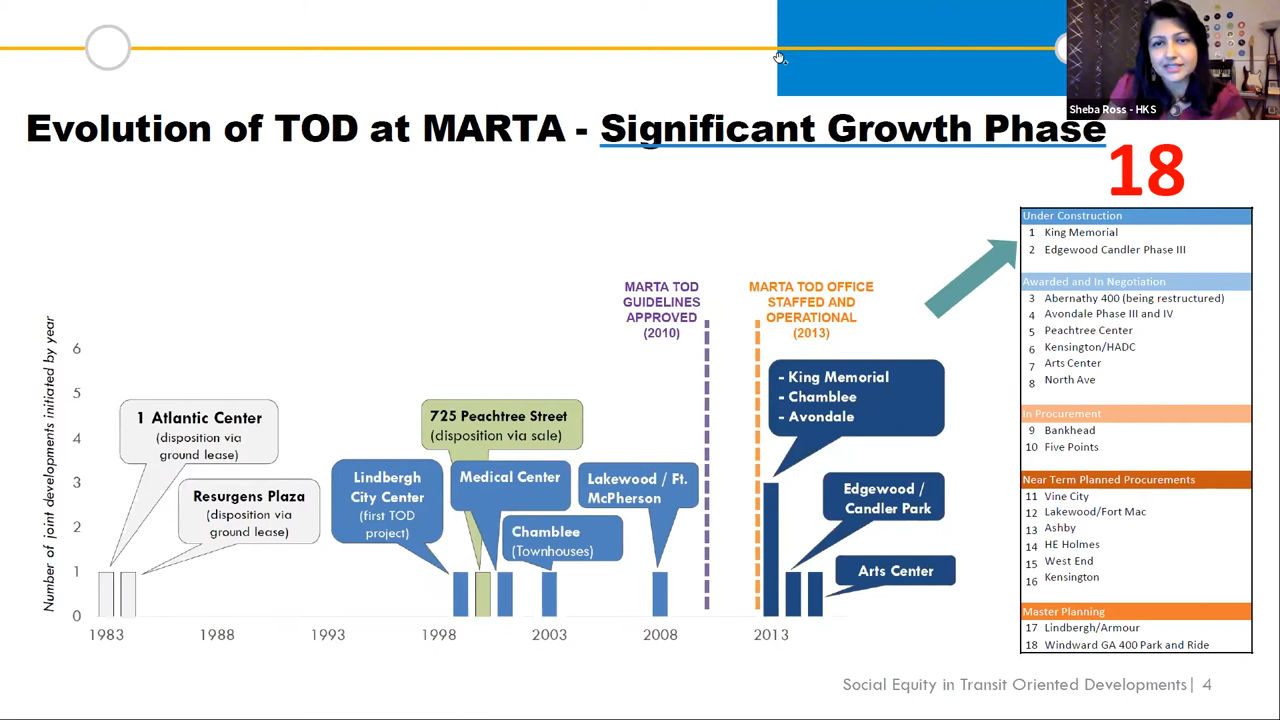 Sheba Ross - HKS
Evolution of TOD at MARTA - Significant Growth Phase
18
Under Construction
1 King Memorial
2 Edgewood Candler Phase III
Awarded and In Negotiation
3 Abernathy 400 (being restructured)
4 Avondale Phase III and IV
5 Peachtree Center
6 Kensington/HADC
7 Arts Center
8 North Ave
In Procurement
9 Bankhead
10 Five Points
Near Term Planned Procurements
11 Vine City
12 Lakewood/Fort Mac
13 Ashby
14 HE Holmes
15 West End
16 Kensington
Master Planning
17 Lindbergh/Armour
18 Windward GA 400 Park and Ride
MARTA TOD
GUIDELINES
APPROVED
(2010)
MARTA TOD OFFICE
STAFFED AND
OPERATIONAL
(2013)
Number of joint developments initiated by year
6
5
4
3
2
1
0
1 Atlantic Center
(disposition via
ground lease)
Resurgens Plaza
(disposition via
ground lease)
725 Peachtree Street
(disposition via sale)
Lindbergh
City Center
(first TOD
project)
Medical Center
Chamblee
(Townhouses)
Lakewood / Ft.
McPherson
- King Memorial
- Chamblee
- Avondale
Edgewood /
Candler Park
Arts Center
1983
1988
1993
1998
2003
2008
2013
Social Equity in Transit Oriented Developments| 4